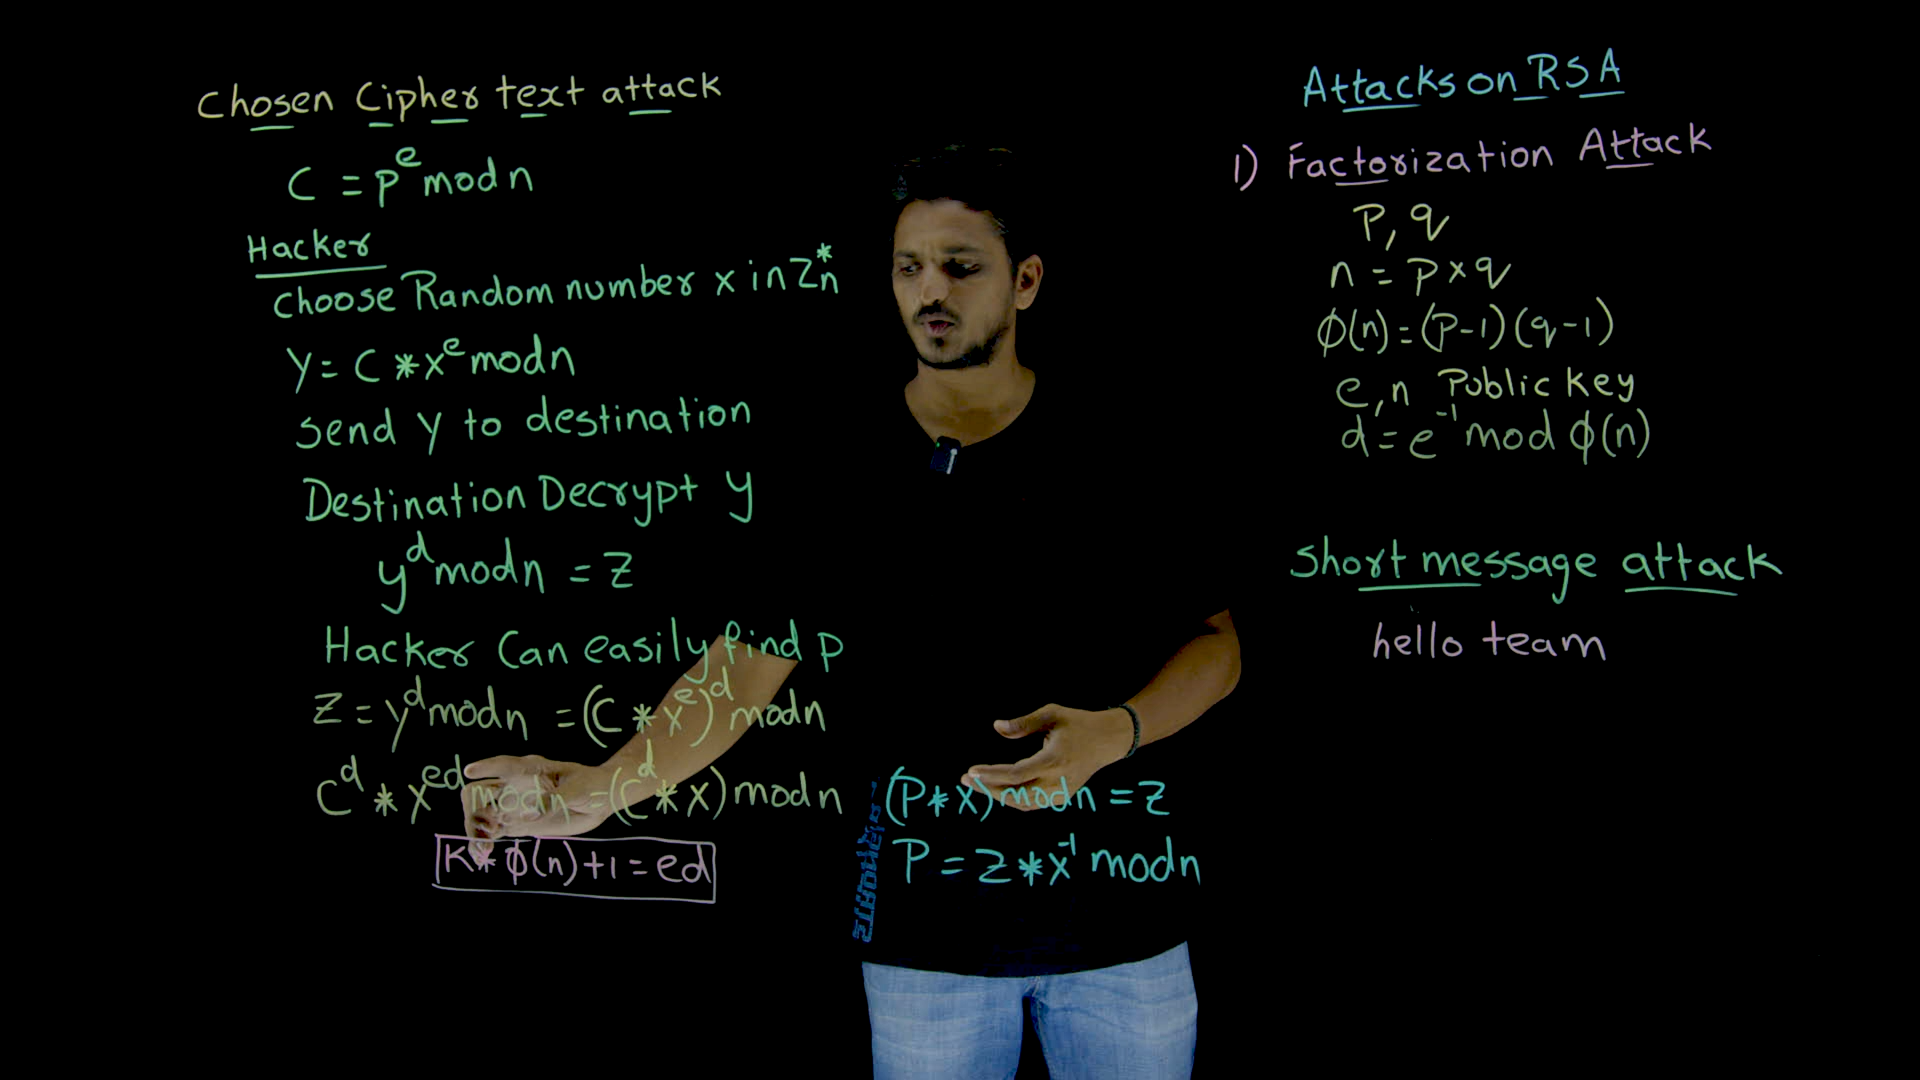 Chosen Cipher text attack
C = p^e mod n
Hacker
choose Random number x in Zn*
Y = C * x^e mod n
Send Y to destination
Destination Decrypt y
y^d mod n = Z
Hacker Can easily find p
Z = y^d mod n = (C * x^e)^d mod n
C^d * x^ed mod n = (C^d * x) mod n
(P * x) mod n = Z
K * ϕ(n) + 1 = ed
P = Z * x^-1 mod n
Attacks on RSA
1) Factorization Attack
P, q
n = p x q
ϕ(n) = (p-1) (q-1)
e, n Public Key
d = e^-1 mod ϕ(n)
Short message attack
hello team